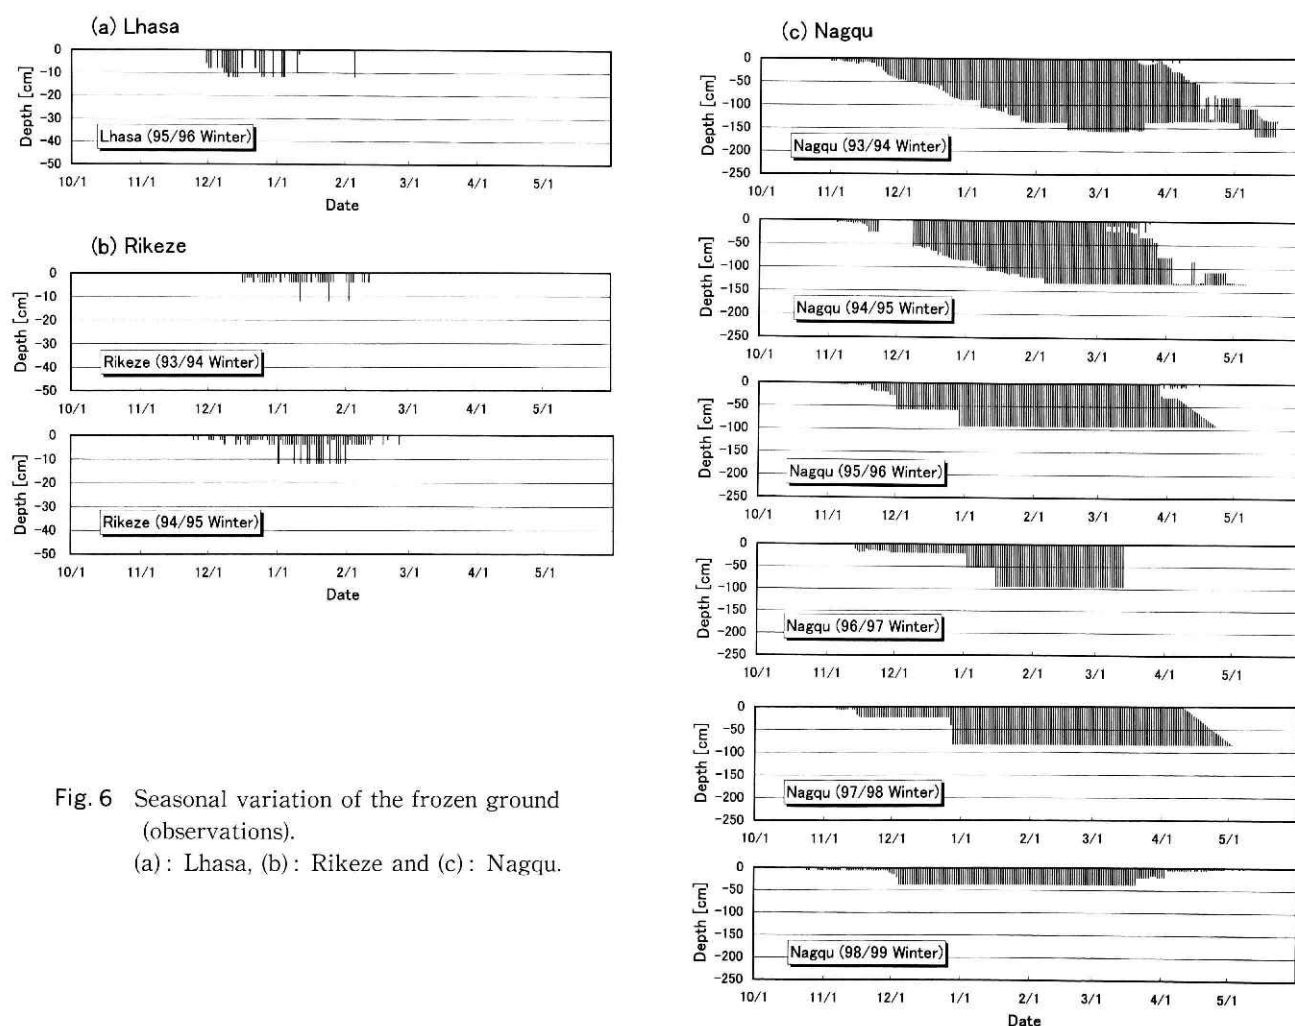 (a) Lhasa
Depth [cm]
0
-10
-20
-30
-40
-50
Lhasa (95/96 Winter)
10/1 11/1 12/1 1/1 2/1 3/1 4/1 5/1
Date
(b) Rikeze
Depth [cm]
0
-10
-20
-30
-40
-50
Rikeze (93/94 Winter)
10/1 11/1 12/1 1/1 2/1 3/1 4/1 5/1
Depth [cm]
0
-10
-20
-30
-40
-50
Rikeze (94/95 Winter)
10/1 11/1 12/1 1/1 2/1 3/1 4/1 5/1
Date
Fig. 6 Seasonal variation of the frozen ground
(observations).
(a) : Lhasa, (b) : Rikeze and (c) : Nagqu.
(c) Nagqu
Depth [cm]
0
-50
-100
-150
-200
-250
Nagqu (93/94 Winter)
10/1 11/1 12/1 1/1 2/1 3/1 4/1 5/1
Depth [cm]
0
-50
-100
-150
-200
-250
Nagqu (94/95 Winter)
10/1 11/1 12/1 1/1 2/1 3/1 4/1 5/1
Depth [cm]
0
-50
-100
-150
-200
-250
Nagqu (95/96 Winter)
10/1 11/1 12/1 1/1 2/1 3/1 4/1 5/1
Depth [cm]
0
-50
-100
-150
-200
-250
Nagqu (96/97 Winter)
10/1 11/1 12/1 1/1 2/1 3/1 4/1 5/1
Depth [cm]
0
-50
-100
-150
-200
-250
Nagqu (97/98 Winter)
10/1 11/1 12/1 1/1 2/1 3/1 4/1 5/1
Depth [cm]
0
-50
-100
-150
-200
-250
Nagqu (98/99 Winter)
10/1 11/1 12/1 1/1 2/1 3/1 4/1 5/1
Date